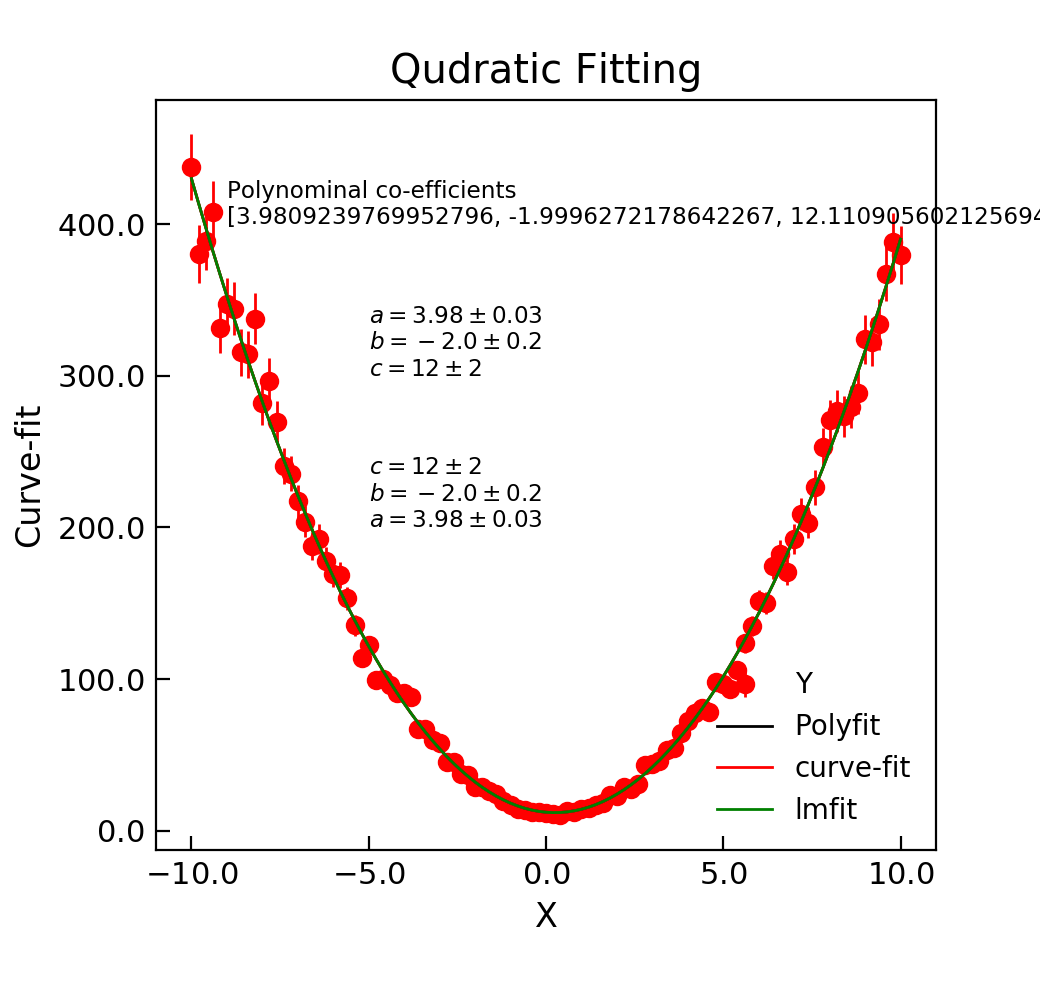 Qudratic Fitting
Polynominal co-efficients
[3.9809239769952796, -1.9996272178642267, 12.110905602125694
a = 3.98 ± 0.03
b = −2.0 ± 0.2
c = 12 ± 2
c = 12 ± 2
b = −2.0 ± 0.2
a = 3.98 ± 0.03
Curve-fit
400.0
300.0
200.0
100.0
0.0
Y
Polyfit
curve-fit
lmfit
−10.0 −5.0 0.0 5.0 10.0
X